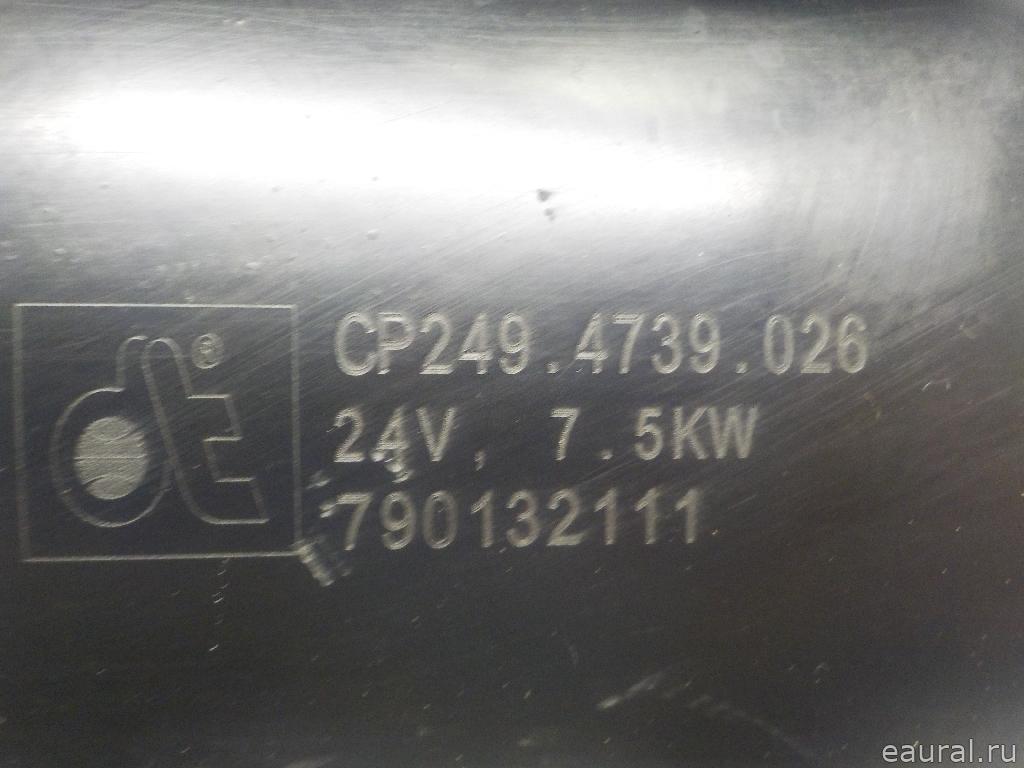 ®
CP249.4739.026
24V, 7.5KW
790132111
eaural.ru